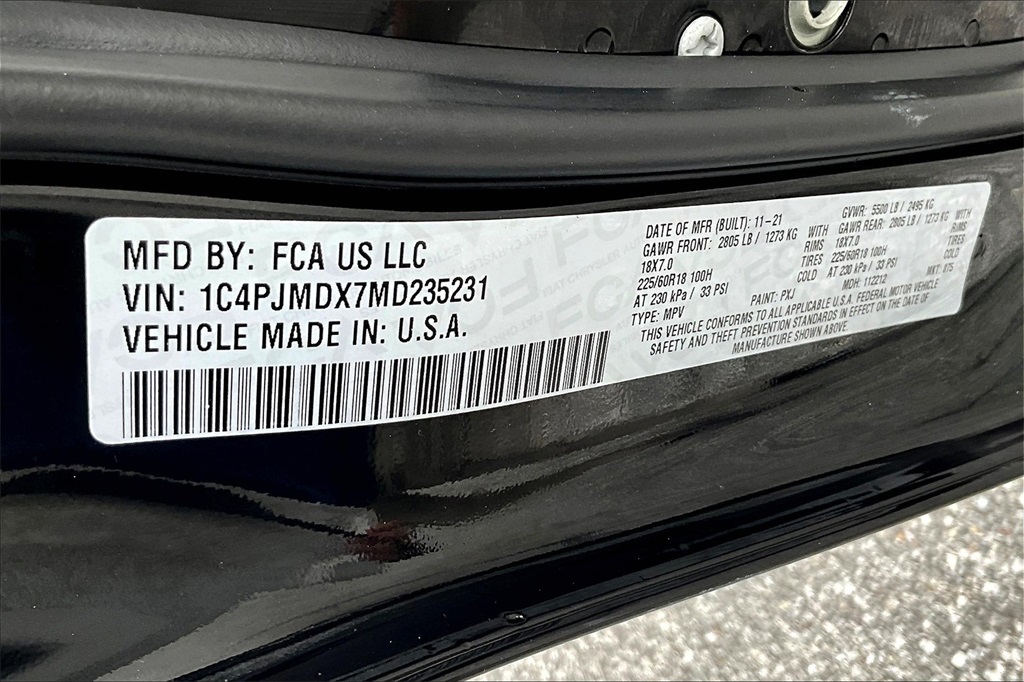 MFD BY: FCA US LLC
VIN: 1C4PJMDX7MD235231
VEHICLE MADE IN: U.S.A.
DATE OF MFR (BUILT): 11-21 GVWR: 5500 LB / 2495 KG
GAWR FRONT: 2805 LB / 1273 KG WITH GAWR REAR: 2805 LB / 1273 KG WITH
18X7.0 RIMS 18X7.0 RIMS
225/60R18 100H TIRES 225/60R18 100H TIRES
AT 230 kPa / 33 PSI COLD AT 230 kPa / 33 PSI COLD
TYPE: MPV PAINT: PXJ MDH: 112212 MKT:
THIS VEHICLE CONFORMS TO ALL APPLICABLE U.S.A. FEDERAL MOTOR VEHICLE
SAFETY AND THEFT PREVENTION STANDARDS IN EFFECT ON THE DATE OF
MANUFACTURE SHOWN ABOVE.